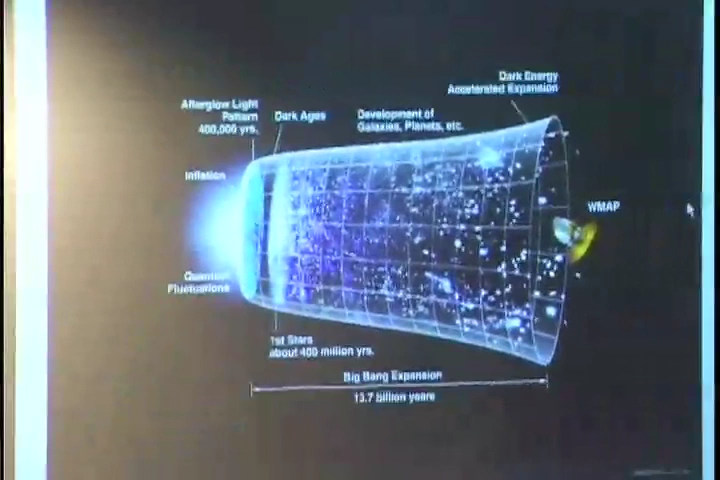 Dark Energy
Accelerated Expansion
Afterglow Light
Pattern
400,000 yrs.
Dark Ages
Development of
Galaxies, Planets, etc.
Inflation
WMAP
Quantum
Fluctuations
1st Stars
about 400 million yrs.
Big Bang Expansion
13.7 billion years